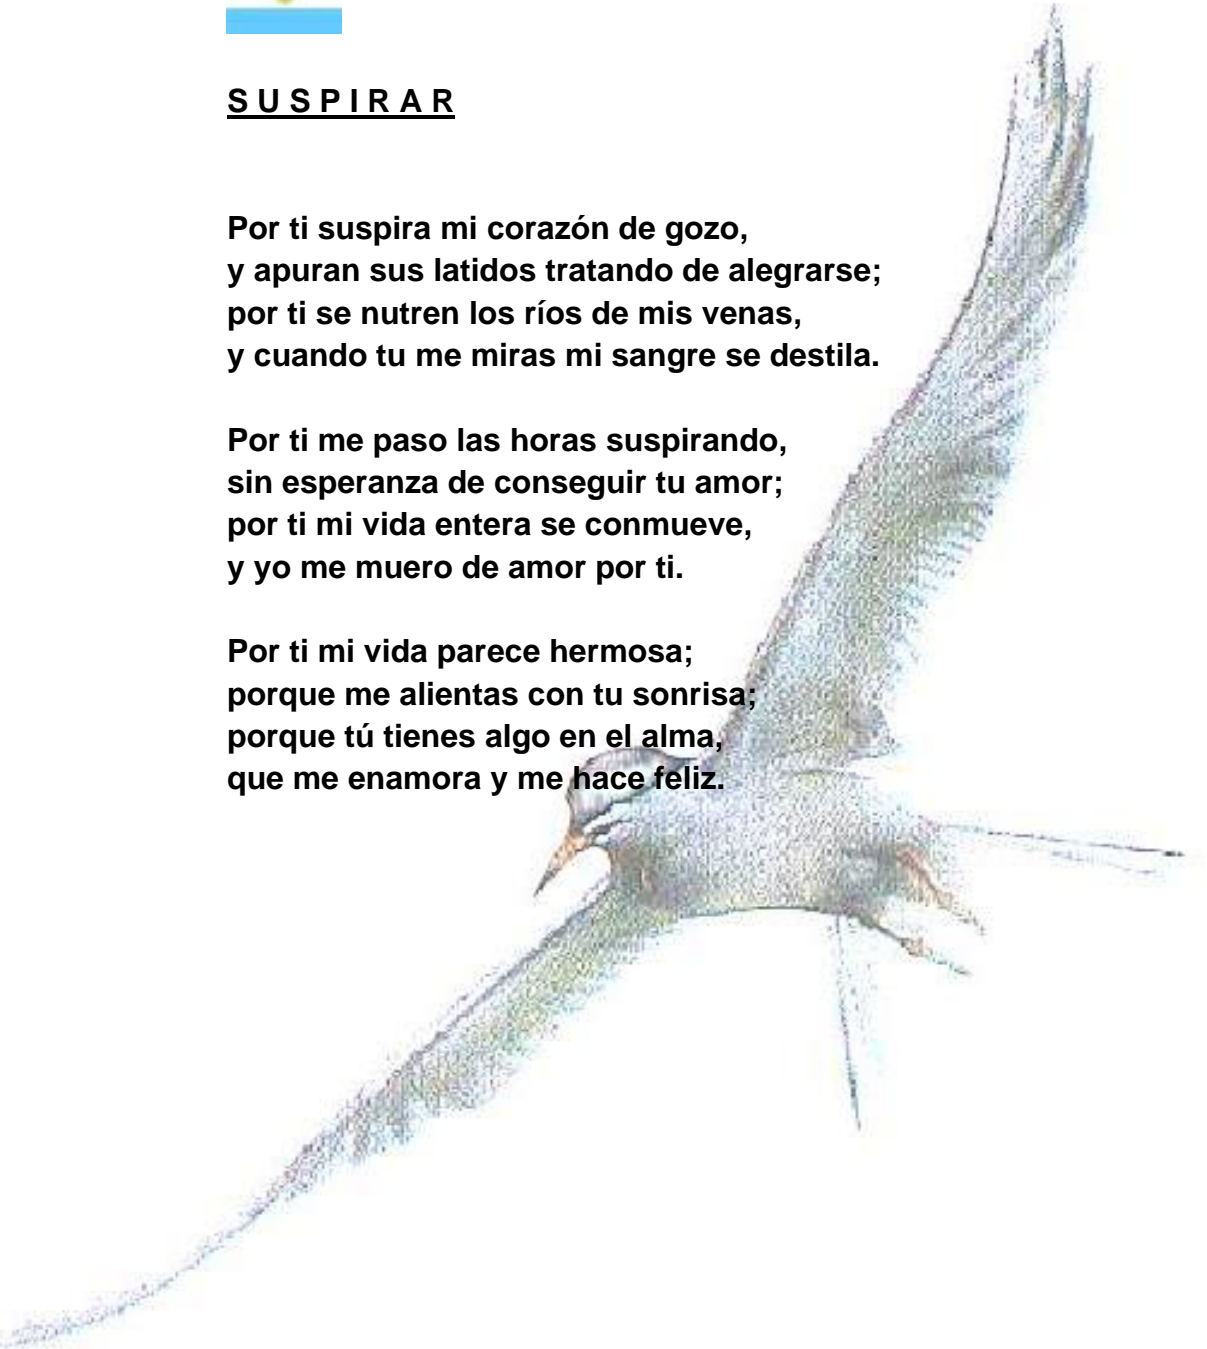 S U S P I R A R
Por ti suspira mi corazón de gozo,
y apuran sus latidos tratando de alegrarse;
por ti se nutren los ríos de mis venas,
y cuando tu me miras mi sangre se destila.
Por ti me paso las horas suspirando,
sin esperanza de conseguir tu amor;
por ti mi vida entera se conmueve,
y yo me muero de amor por ti.
Por ti mi vida parece hermosa;
porque me alientas con tu sonrisa;
porque tú tienes algo en el alma,
que me enamora y me hace feliz.